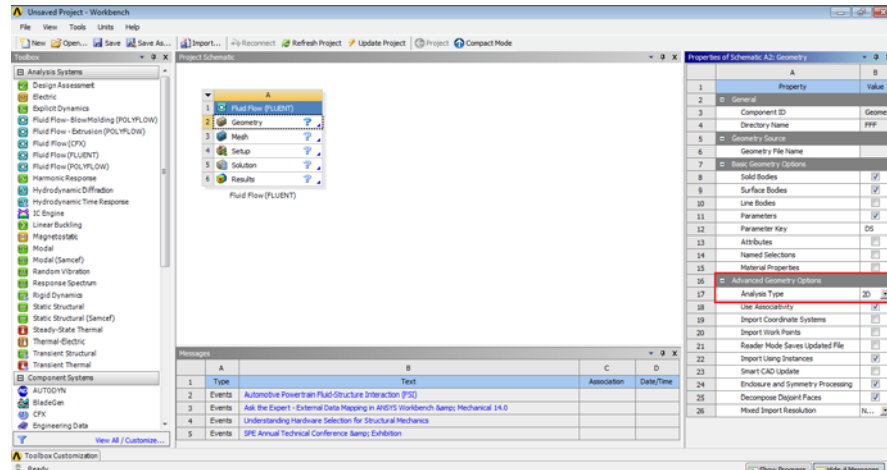 Unsaved Project - Workbench
File View Tools Units Help
New Open... Save Save As... Import... Reconnect Refresh Project Update Project Project Compact Mode
Toolbox
Analysis Systems
Design Assessment
Electric
Explicit Dynamics
Fluid Flow- Blow Molding (POLYFLOW)
Fluid Flow - Extrusion (POLYFLOW)
Fluid Flow (CFX)
Fluid Flow (FLUENT)
Fluid Flow (POLYFLOW)
Harmonic Response
Hydrodynamic Diffraction
Hydrodynamic Time Response
IC Engine
Linear Buckling
Magnetostatic
Modal
Modal (Samcef)
Random Vibration
Response Spectrum
Rigid Dynamics
Static Structural
Static Structural (Samcef)
Steady-State Thermal
Thermal-Electric
Transient Structural
Transient Thermal
Component Systems
AUTODYN
BladeGen
CFX
Engineering Data
View All / Customize...
Toolbox Customization
Ready
Project Schematic
A
1 Fluid Flow (FLUENT)
2 Geometry ?
3 Mesh ?
4 Setup ?
5 Solution ?
6 Results ?
Fluid Flow (FLUENT)
Messages
A B C D
1 Type Text Association Date/Time
2 Events Automotive Powertrain Fluid-Structure Interaction (FSI)
3 Events Ask the Expert - External Data Mapping in ANSYS Workbench &amp; Mechanical 14.0
4 Events Understanding Hardware Selection for Structural Mechanics
5 Events SPE Annual Technical Conference &amp; Exhibition
Properties of Schematic A2: Geometry
A B
1 Property Value
2 General
3 Component ID Geome
4 Directory Name FFF
5 Geometry Source
6 Geometry File Name
7 Basic Geometry Options
8 Solid Bodies
9 Surface Bodies
10 Line Bodies
11 Parameters
12 Parameter Key DS
13 Attributes
14 Named Selections
15 Material Properties
16 Advanced Geometry Options
17 Analysis Type 2D
18 Use Associativity
19 Import Coordinate Systems
20 Import Work Points
21 Reader Mode Saves Updated File
22 Import Using Instances
23 Smart CAD Update
24 Enclosure and Symmetry Processing
25 Decompose Disjoint Faces
26 Mixed Import Resolution N...
Show Progress Hide 4 Messages